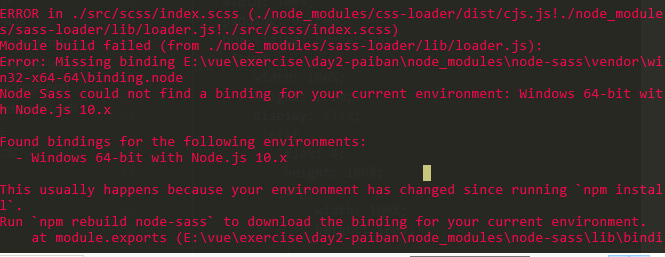 ERROR in ./src/scss/index.scss (./node_modules/css-loader/dist/cjs.js!./node_module
s/sass-loader/lib/loader.js!./src/scss/index.scss)
Module build failed (from ./node_modules/sass-loader/lib/loader.js):
Error: Missing binding E:\vue\exercise\day2-paiban\node_modules\node-sass\vendor\wi
n32-x64-64\binding.node
Node Sass could not find a binding for your current environment: Windows 64-bit wit
h Node.js 10.x
Found bindings for the following environments:
- Windows 64-bit with Node.js 10.x
This usually happens because your environment has changed since running `npm instal
l`.
Run `npm rebuild node-sass` to download the binding for your current environment.
at module.exports (E:\vue\exercise\day2-paiban\node_modules\node-sass\lib\bindi